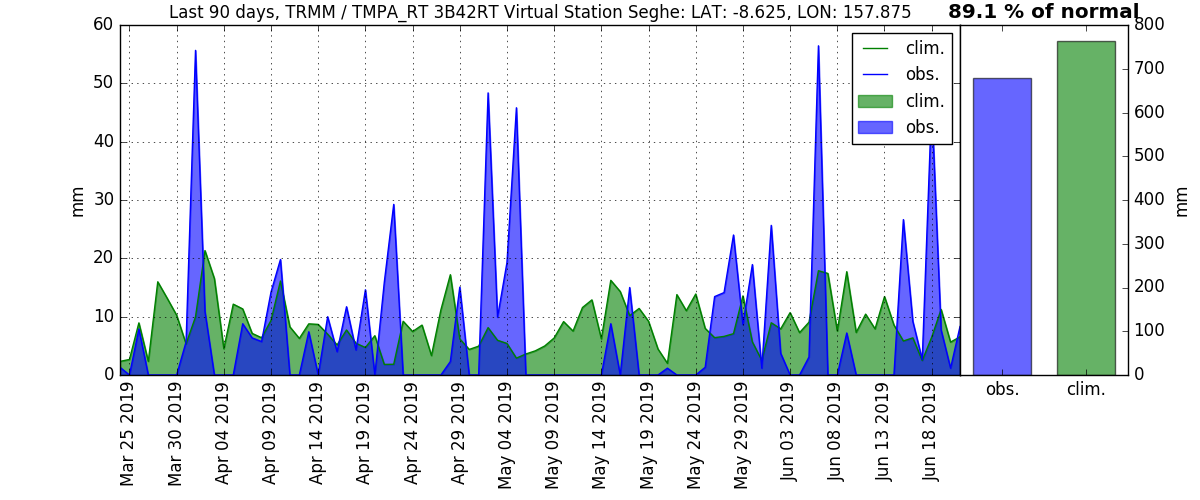 Last 90 days, TRMM / TMPA_RT 3B42RT Virtual Station Seghe: LAT: -8.625, LON: 157.875
89.1 % of normal
60
50
40
30
20
10
0
mm
clim.
obs.
clim.
obs.
800
700
600
500
400
300
200
100
0
mm
Mar 25 2019
Mar 30 2019
Apr 04 2019
Apr 09 2019
Apr 14 2019
Apr 19 2019
Apr 24 2019
Apr 29 2019
May 04 2019
May 09 2019
May 14 2019
May 19 2019
May 24 2019
May 29 2019
Jun 03 2019
Jun 08 2019
Jun 13 2019
Jun 18 2019
obs.
clim.